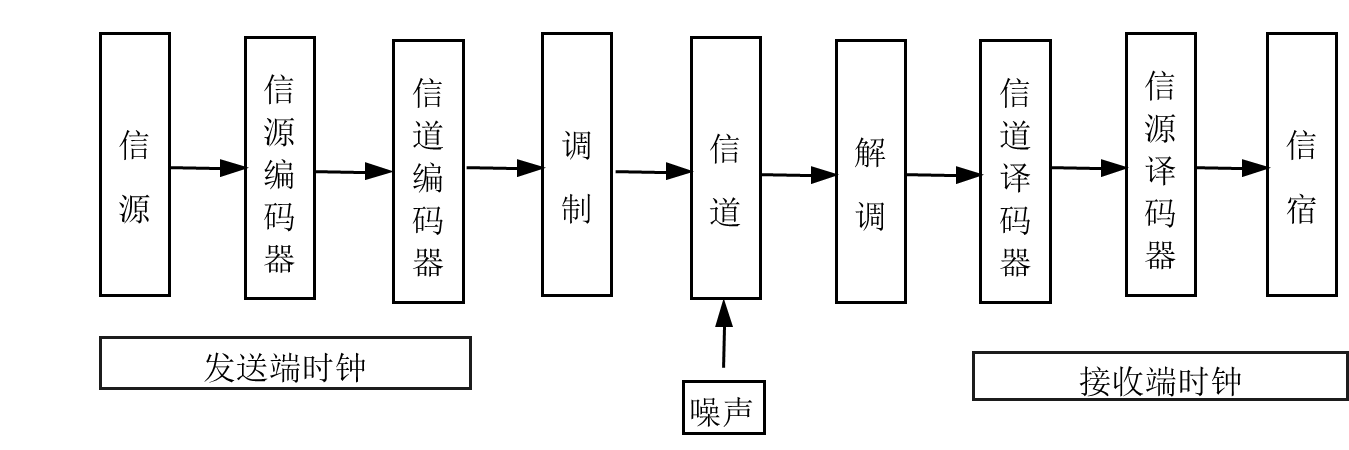 信源
信源编码器
信道编码器
调制
信道
解调
信道译码器
信源译码器
信宿
发送端时钟
接收端时钟
噪声